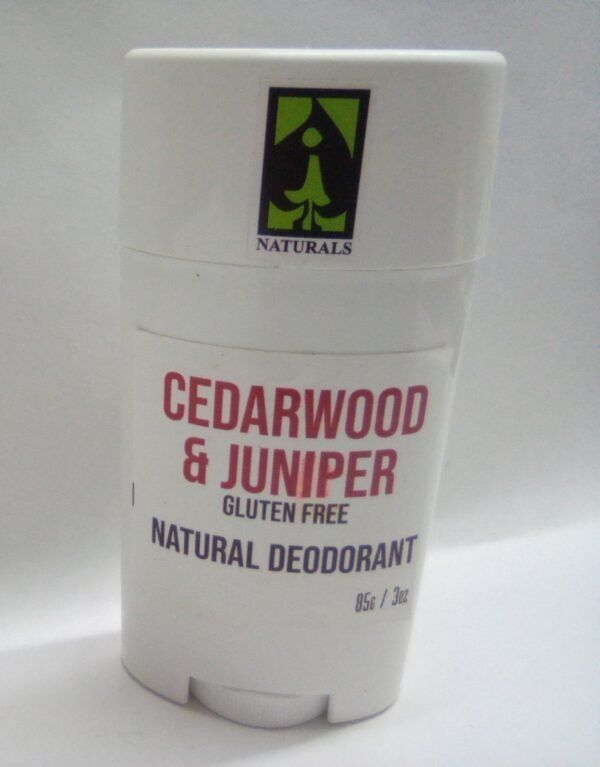 NATURALS
CEDARWOOD
& JUNIPER
GLUTEN FREE
NATURAL DEODORANT
85G / 3OZ